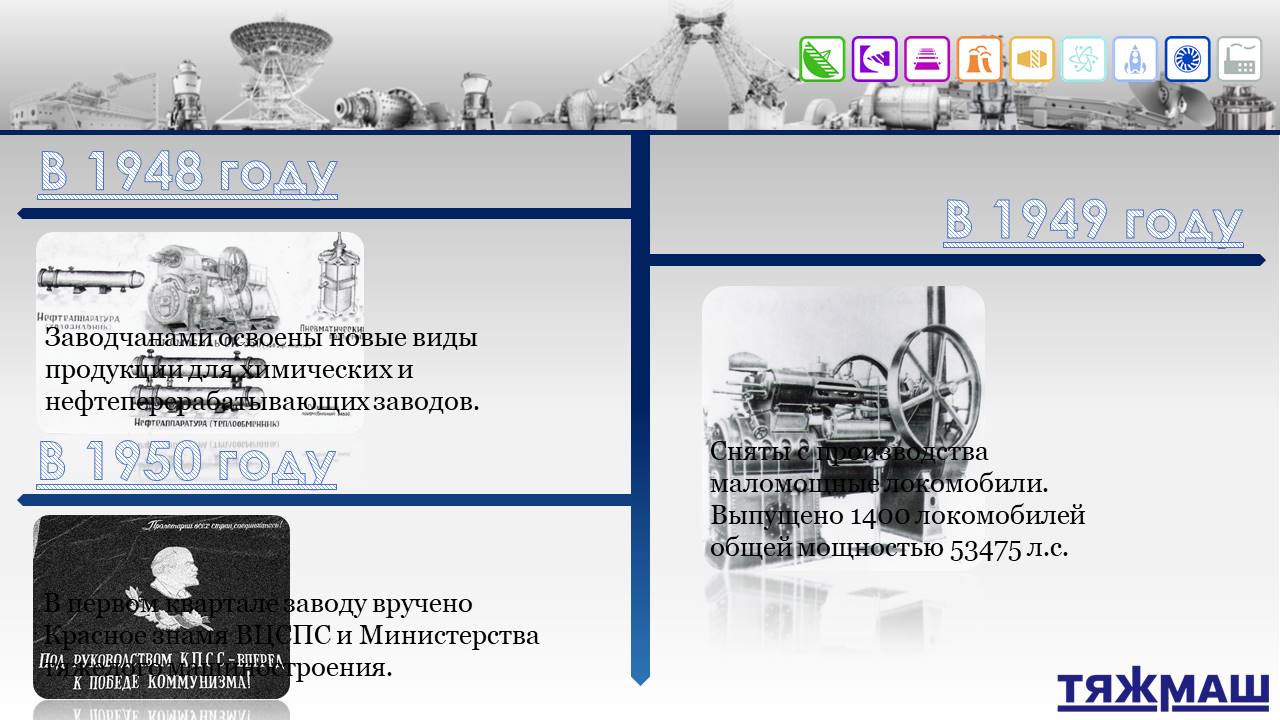 В 1948 году
Нефтеаппаратура
Пневматический
Заводчанами освоены новые виды
продукции для химических и
нефтеперерабатывающих заводов.
Нефтеаппаратура (теплообменник)
В 1950 году
Пролетарии всех стран, соединяйтесь!
В первом квартале заводу вручено
Красное знамя ВЦСПС и Министерства
тяжелого машиностроения.
ПОД РУКОВОДСТВОМ К.П.С.С. – ВПЕРЕД
К ПОБЕДЕ КОММУНИЗМА!
В 1949 году
Сняты с производства
маломощные локомобили.
Выпущено 1400 локомобилей
общей мощностью 53475 л.с.
ТЯЖМАШ